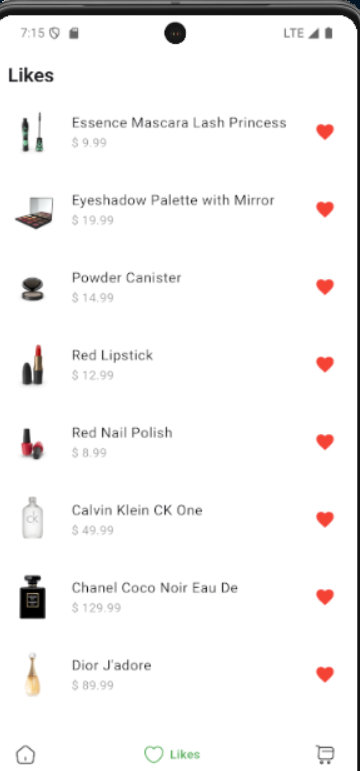 7:15
LTE
Likes
Essence Mascara Lash Princess
$ 9.99
Eyeshadow Palette with Mirror
$ 19.99
Powder Canister
$ 14.99
Red Lipstick
$ 12.99
Red Nail Polish
$ 8.99
Calvin Klein CK One
$ 49.99
ck
Chanel Coco Noir Eau De
$ 129.99
Dior J'adore
$ 89.99
Likes